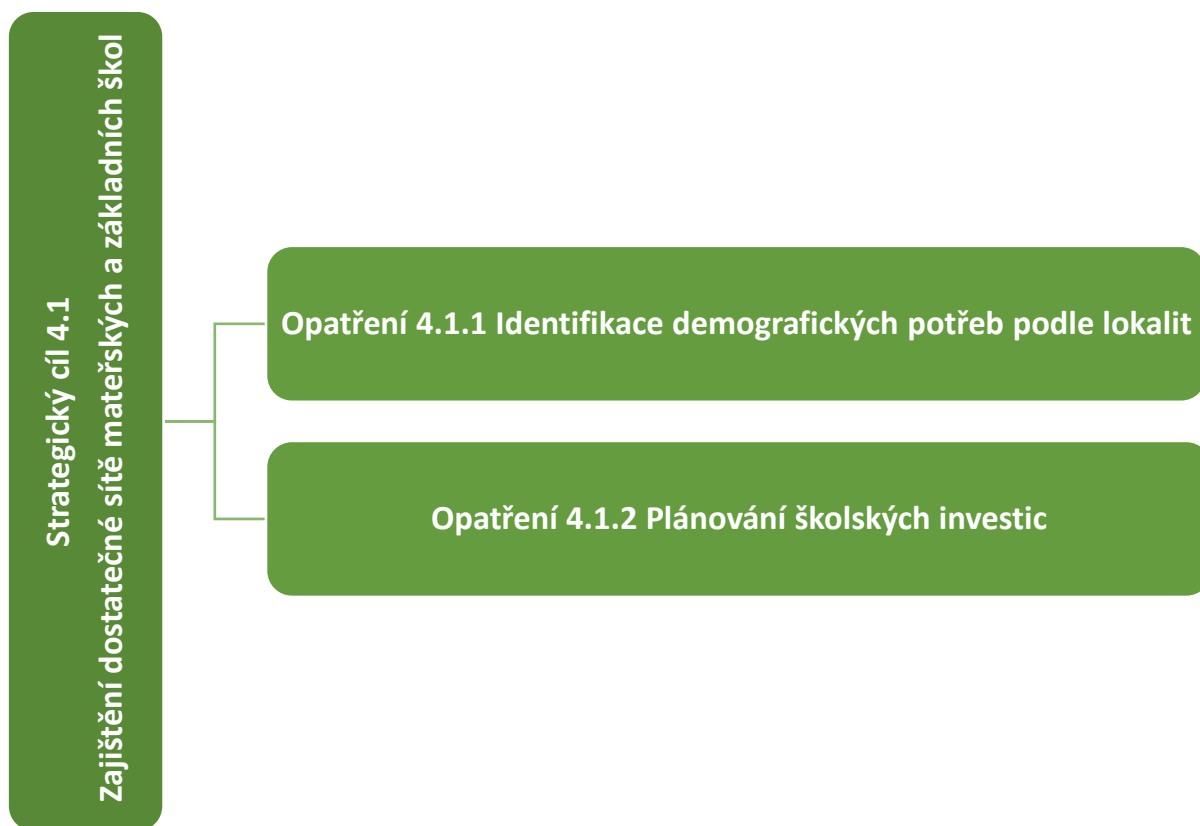 Strategický cíl 4.1
Zajištění dostatečné sítě mateřských a základních škol
Opatření 4.1.1 Identifikace demografických potřeb podle lokalit
Opatření 4.1.2 Plánování školských investic